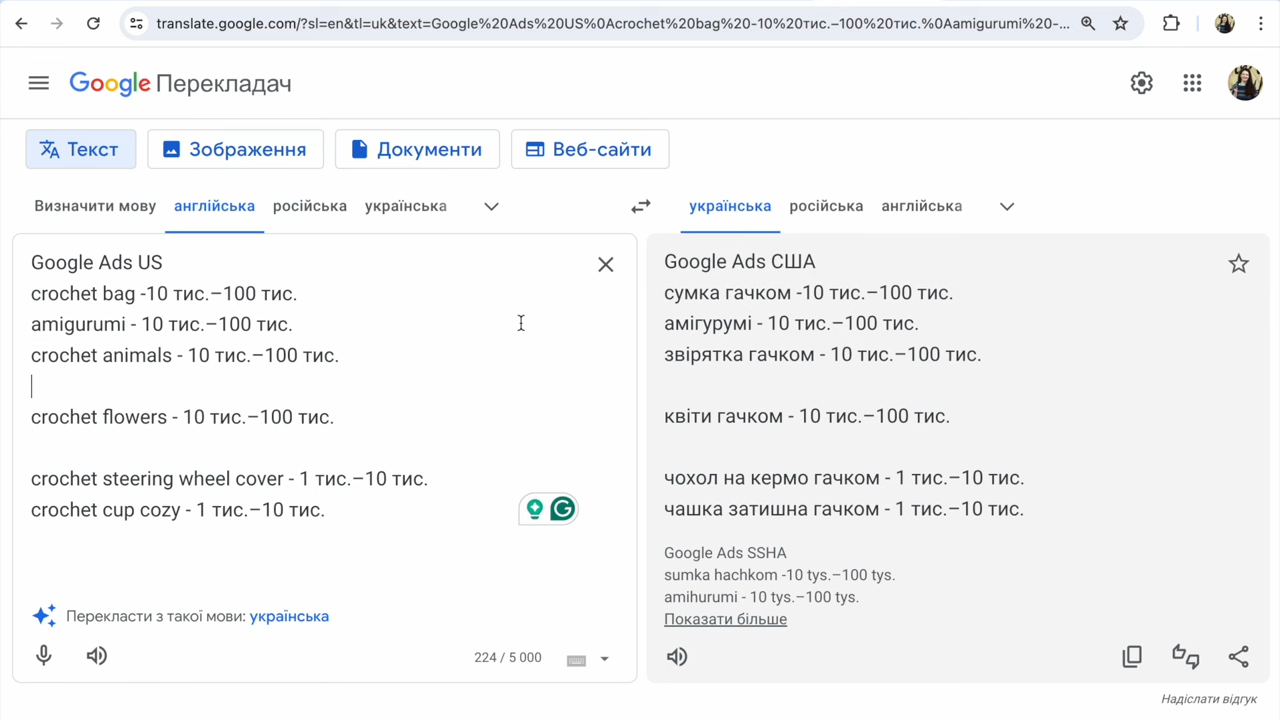 translate.google.com/?sl=en&tl=uk&text=Google%20Ads%20US%0Acrochet%20bag%20-10%20тис.–100%20тис.%0Aamigurumi%20-...
Google Перекладач
Текст
Зображення
Документи
Веб-сайти
Визначити мову
англійська
російська
українська
українська
російська
англійська
Google Ads US
crochet bag -10 тис.–100 тис.
amigurumi - 10 тис.–100 тис.
crochet animals - 10 тис.–100 тис.
crochet flowers - 10 тис.–100 тис.
crochet steering wheel cover - 1 тис.–10 тис.
crochet cup cozy - 1 тис.–10 тис.
Перекласти з такої мови: українська
224 / 5 000
Google Ads США
сумка гачком -10 тис.–100 тис.
амігурумі - 10 тис.–100 тис.
звірятка гачком - 10 тис.–100 тис.
квіти гачком - 10 тис.–100 тис.
чохол на кермо гачком - 1 тис.–10 тис.
чашка затишна гачком - 1 тис.–10 тис.
Google Ads SSHA
sumka hachkom -10 tys.–100 tys.
amihurumi - 10 tys.–100 tys.
Показати більше
Надіслати відгук